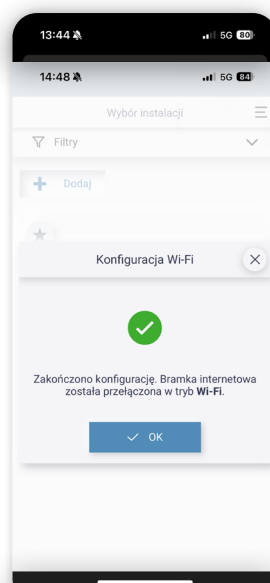 13:44 5G 80
14:48 5G 84
Wybór instalacji
Filtry
Dodaj
Konfiguracja Wi-Fi
Zakończono konfigurację. Bramka internetowa
została przełączona w tryb Wi-Fi.
OK